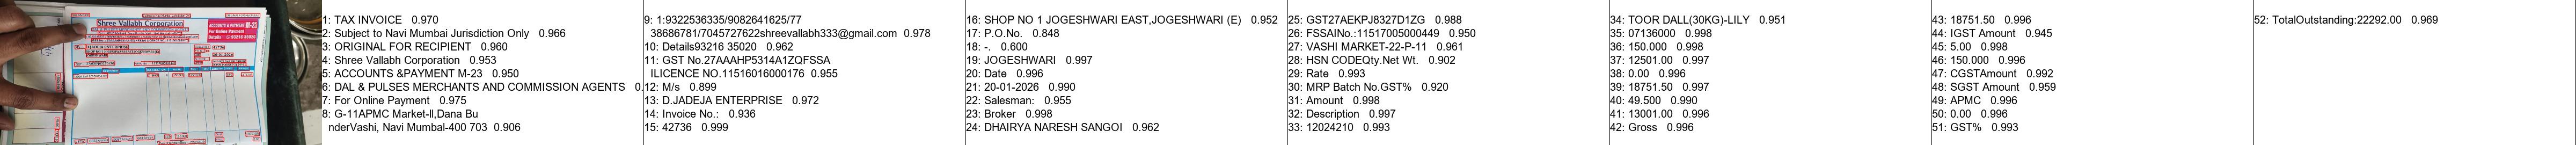 Shree Vallabh Corporation
1: TAX INVOICE 0.970
2: Subject to Navi Mumbai Jurisdiction Only 0.966
3: ORIGINAL FOR RECIPIENT 0.960
4: Shree Vallabh Corporation 0.953
5: ACCOUNTS &PAYMENT M-23 0.950
6: DAL & PULSES MERCHANTS AND COMMISSION AGENTS
7: For Online Payment 0.975
8: G-11APMC Market-ll,Dana Bu
nderVashi, Navi Mumbal-400 703 0.906
9: 1:9322536335/9082641625/77
38686781/7045727622shreevallabh333@gmail.com 0.978
10: Details93216 35020 0.962
11: GST No.27AAAHP5314A1ZQFSSA
ILICENCE NO.11516016000176 0.955
12: M/s 0.899
13: D.JADEJA ENTERPRISE 0.972
14: Invoice No.: 0.936
15: 42736 0.999
16: SHOP NO 1 JOGESHWARI EAST,JOGESHWARI (E) 0.952
17: P.O.No. 0.848
18: -. 0.600
19: JOGESHWARI 0.997
20: Date 0.996
21: 20-01-2026 0.990
22: Salesman: 0.955
23: Broker 0.998
24: DHAIRYA NARESH SANGOI 0.962
25: GST27AEKPJ8327D1ZG 0.988
26: FSSAINo.:11517005000449 0.950
27: VASHI MARKET-22-P-11 0.961
28: HSN CODEQty.Net Wt. 0.902
29: Rate 0.993
30: MRP Batch No.GST% 0.920
31: Amount 0.998
32: Description 0.997
33: 12024210 0.993
34: TOOR DALL(30KG)-LILY 0.951
35: 07136000 0.998
36: 150.000 0.998
37: 12501.00 0.997
38: 0.00 0.996
39: 18751.50 0.997
40: 49.500 0.990
41: 13001.00 0.996
42: Gross 0.996
43: 18751.50 0.996
44: IGST Amount 0.945
45: 5.00 0.998
46: 150.000 0.996
47: CGSTAmount 0.992
48: SGST Amount 0.959
49: APMC 0.996
50: 0.00 0.996
51: GST% 0.993
52: TotalOutstanding:22292.00 0.969